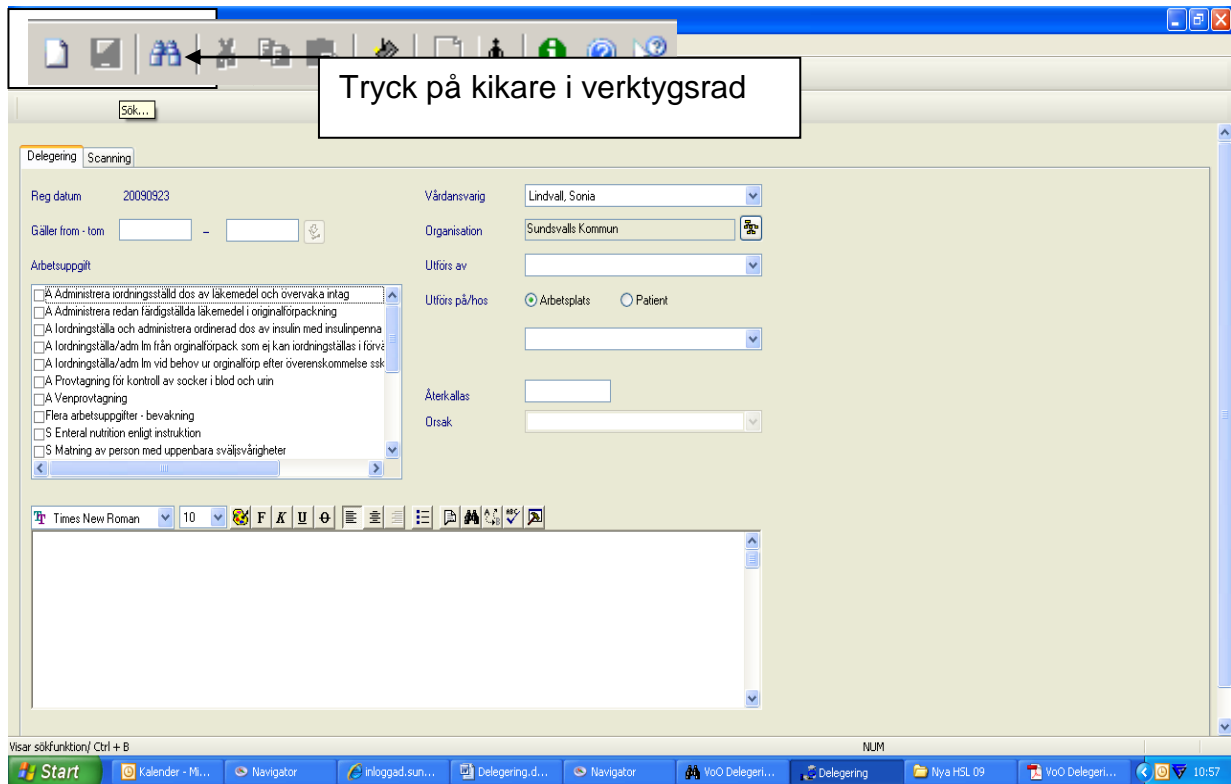 Tryck på kikare i verktygsrad
Sök...
Delegering Scanning
Reg datum 20090923
Vårdansvarig Lindvall, Sonia
Gäller from - tom –
Organisation Sundsvalls Kommun
Arbetsuppgift
Utförs av
A Administrera iordningsställd dos av läkemedel och övervaka intag
Utförs på/hos Arbetsplats Patient
A Administrera redan färdigställda läkemedel i originalförpackning
A Iordningställa och administrera ordinerad dos av insulin med insulinpenna
A Iordningställa/adm lm från orginalförpack som ej kan iordningställas i förvä
A Iordningställa/adm lm vid behov ur orginalförp efter överenskommelse ssk
A Provtagning för kontroll av socker i blod och urin
A Venprovtagning
Återkallas
Flera arbetsuppgifter - bevakning
Orsak
S Enteral nutrition enligt instruktion
S Matning av person med uppenbara sväljsvårigheter
Times New Roman 10 F K U
Visar sökfunktion/ Ctrl + B NUM
Start Kalender - Mi... Navigator inloggad.sun... Delegering.d... Navigator VoO Delegeri... Delegering Nya HSL 09 VoO Delegeri... 10:57